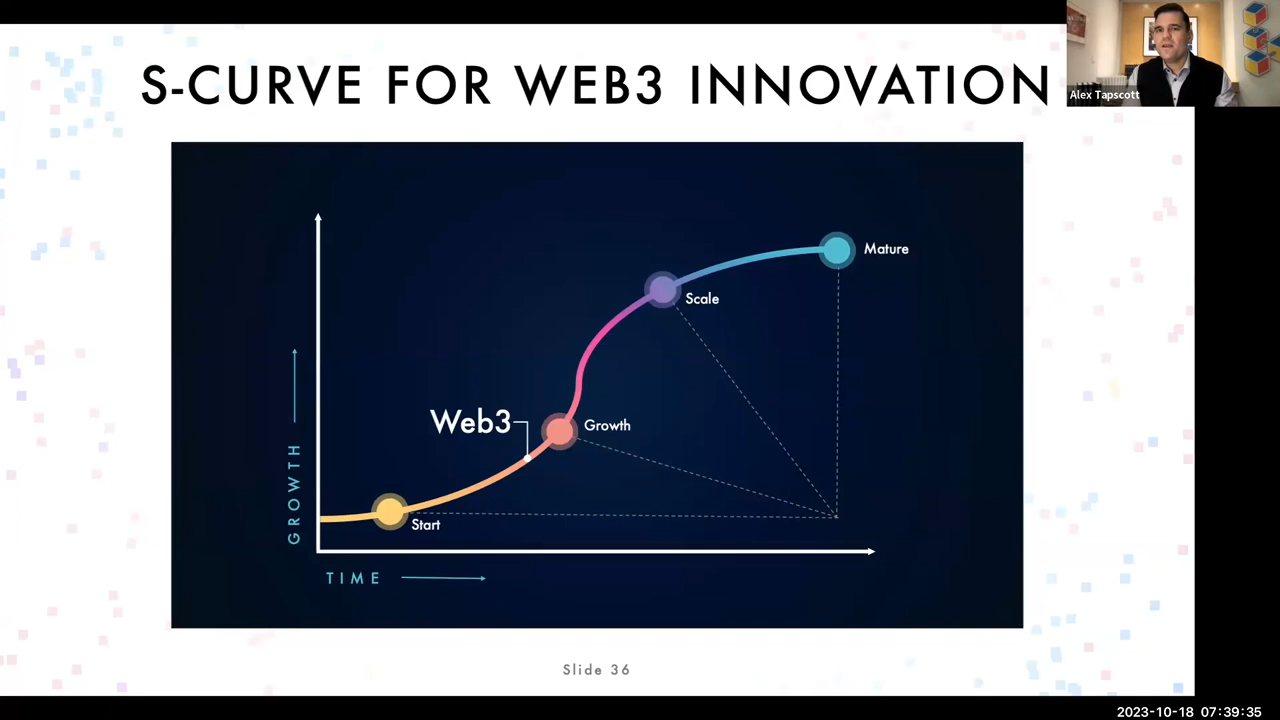 S-CURVE FOR WEB3 INNOVATION
Alex Tapscott
Mature
Scale
Web3
Growth
GROWTH
Start
TIME
Slide 36
2023-10-18 07:39:35